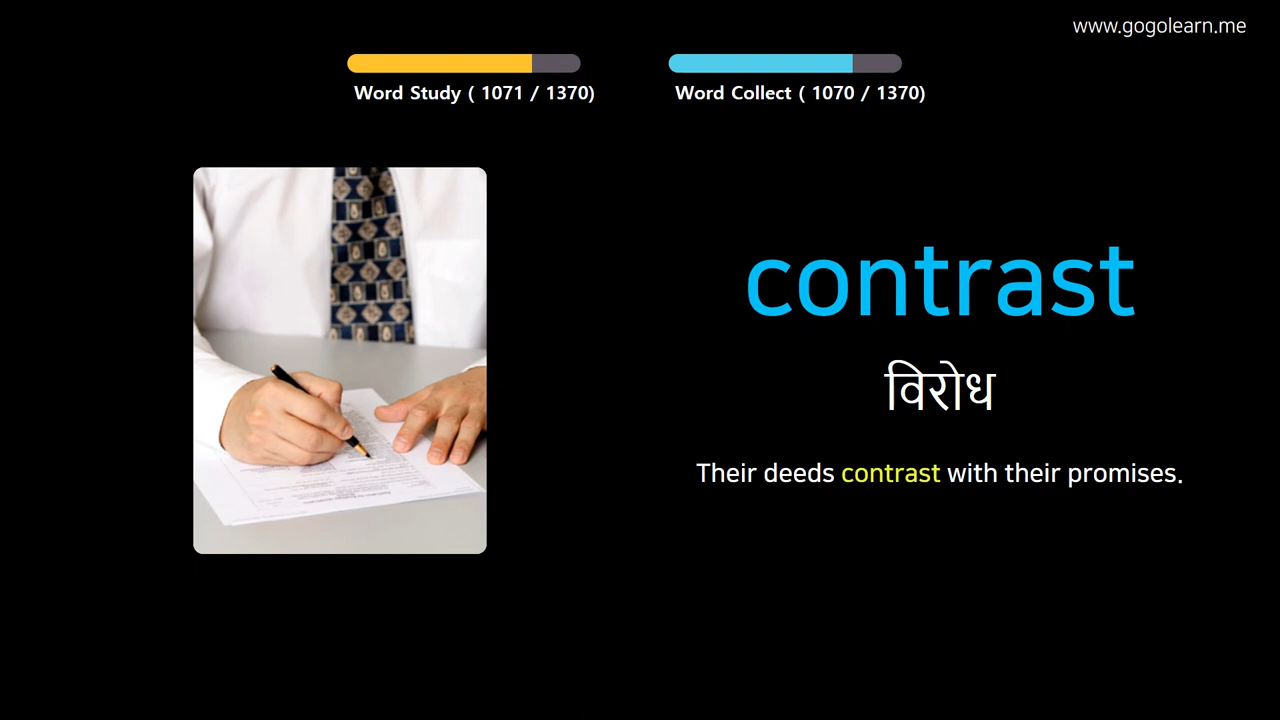 www.gogolearn.me
Word Study ( 1071 / 1370)
Word Collect ( 1070 / 1370)
contrast
विरोध
Their deeds contrast with their promises.